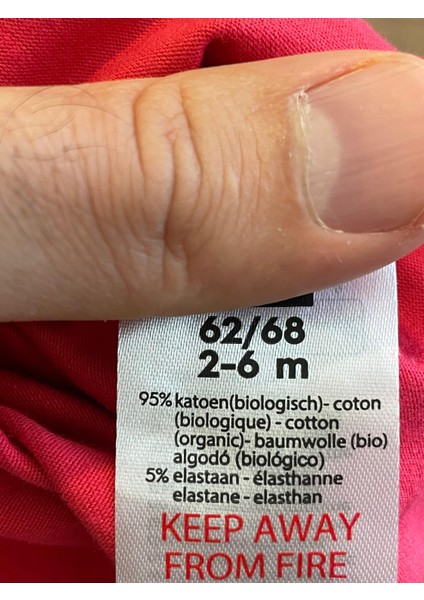 62/68
2-6 m
95% katoen(biologisch)- coton
(biologique) - cotton
(organic)- baumwolle (bio)
algodó (biológico)
5% elastaan - élasthanne
elastane - elasthan
KEEP AWAY
FROM FIRE